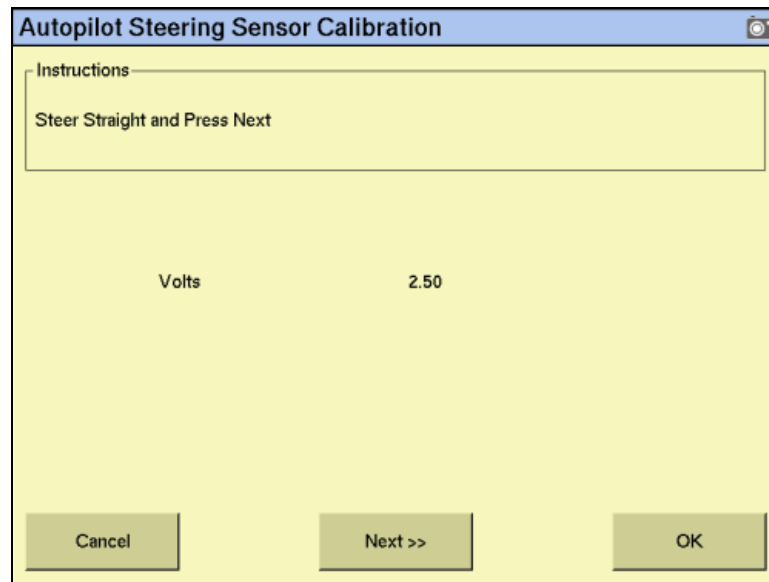 Autopilot Steering Sensor Calibration
Instructions
Steer Straight and Press Next
Volts 2.50
Cancel Next >> OK